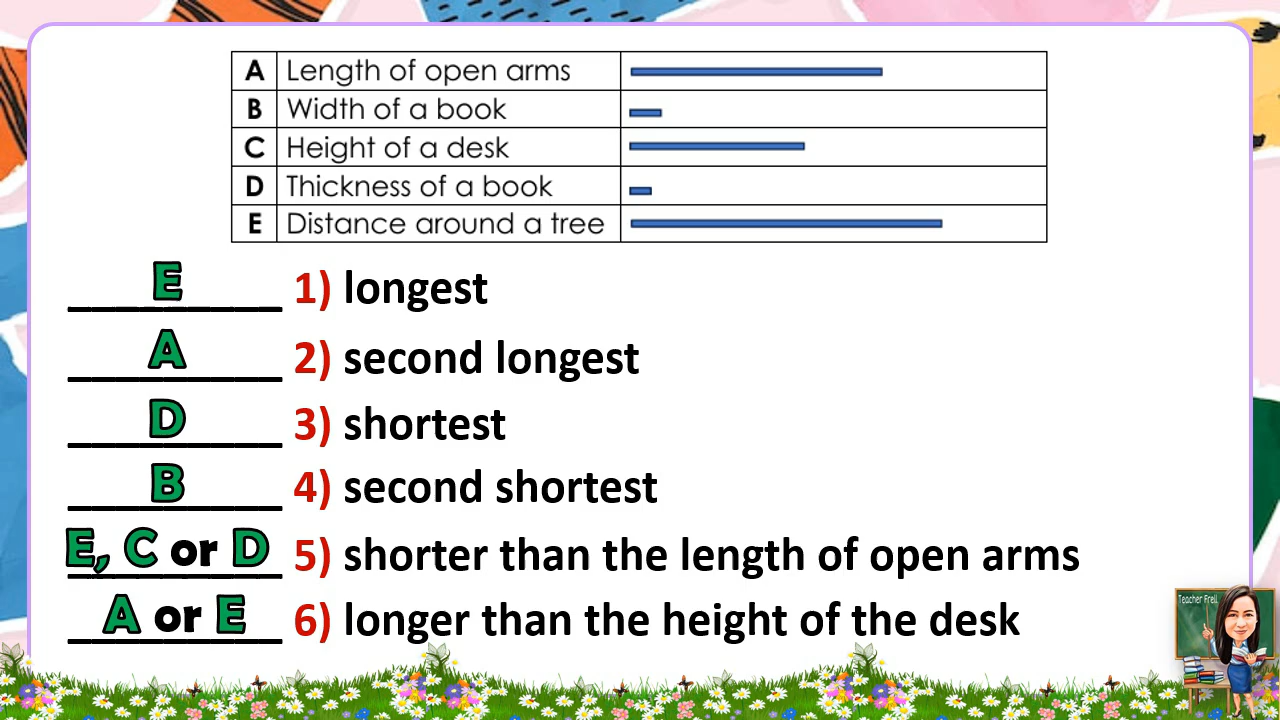 A Length of open arms
B Width of a book
C Height of a desk
D Thickness of a book
E Distance around a tree
E 1) longest
A 2) second longest
D 3) shortest
B 4) second shortest
E, C or D 5) shorter than the length of open arms
A or E 6) longer than the height of the desk
Teacher Frell